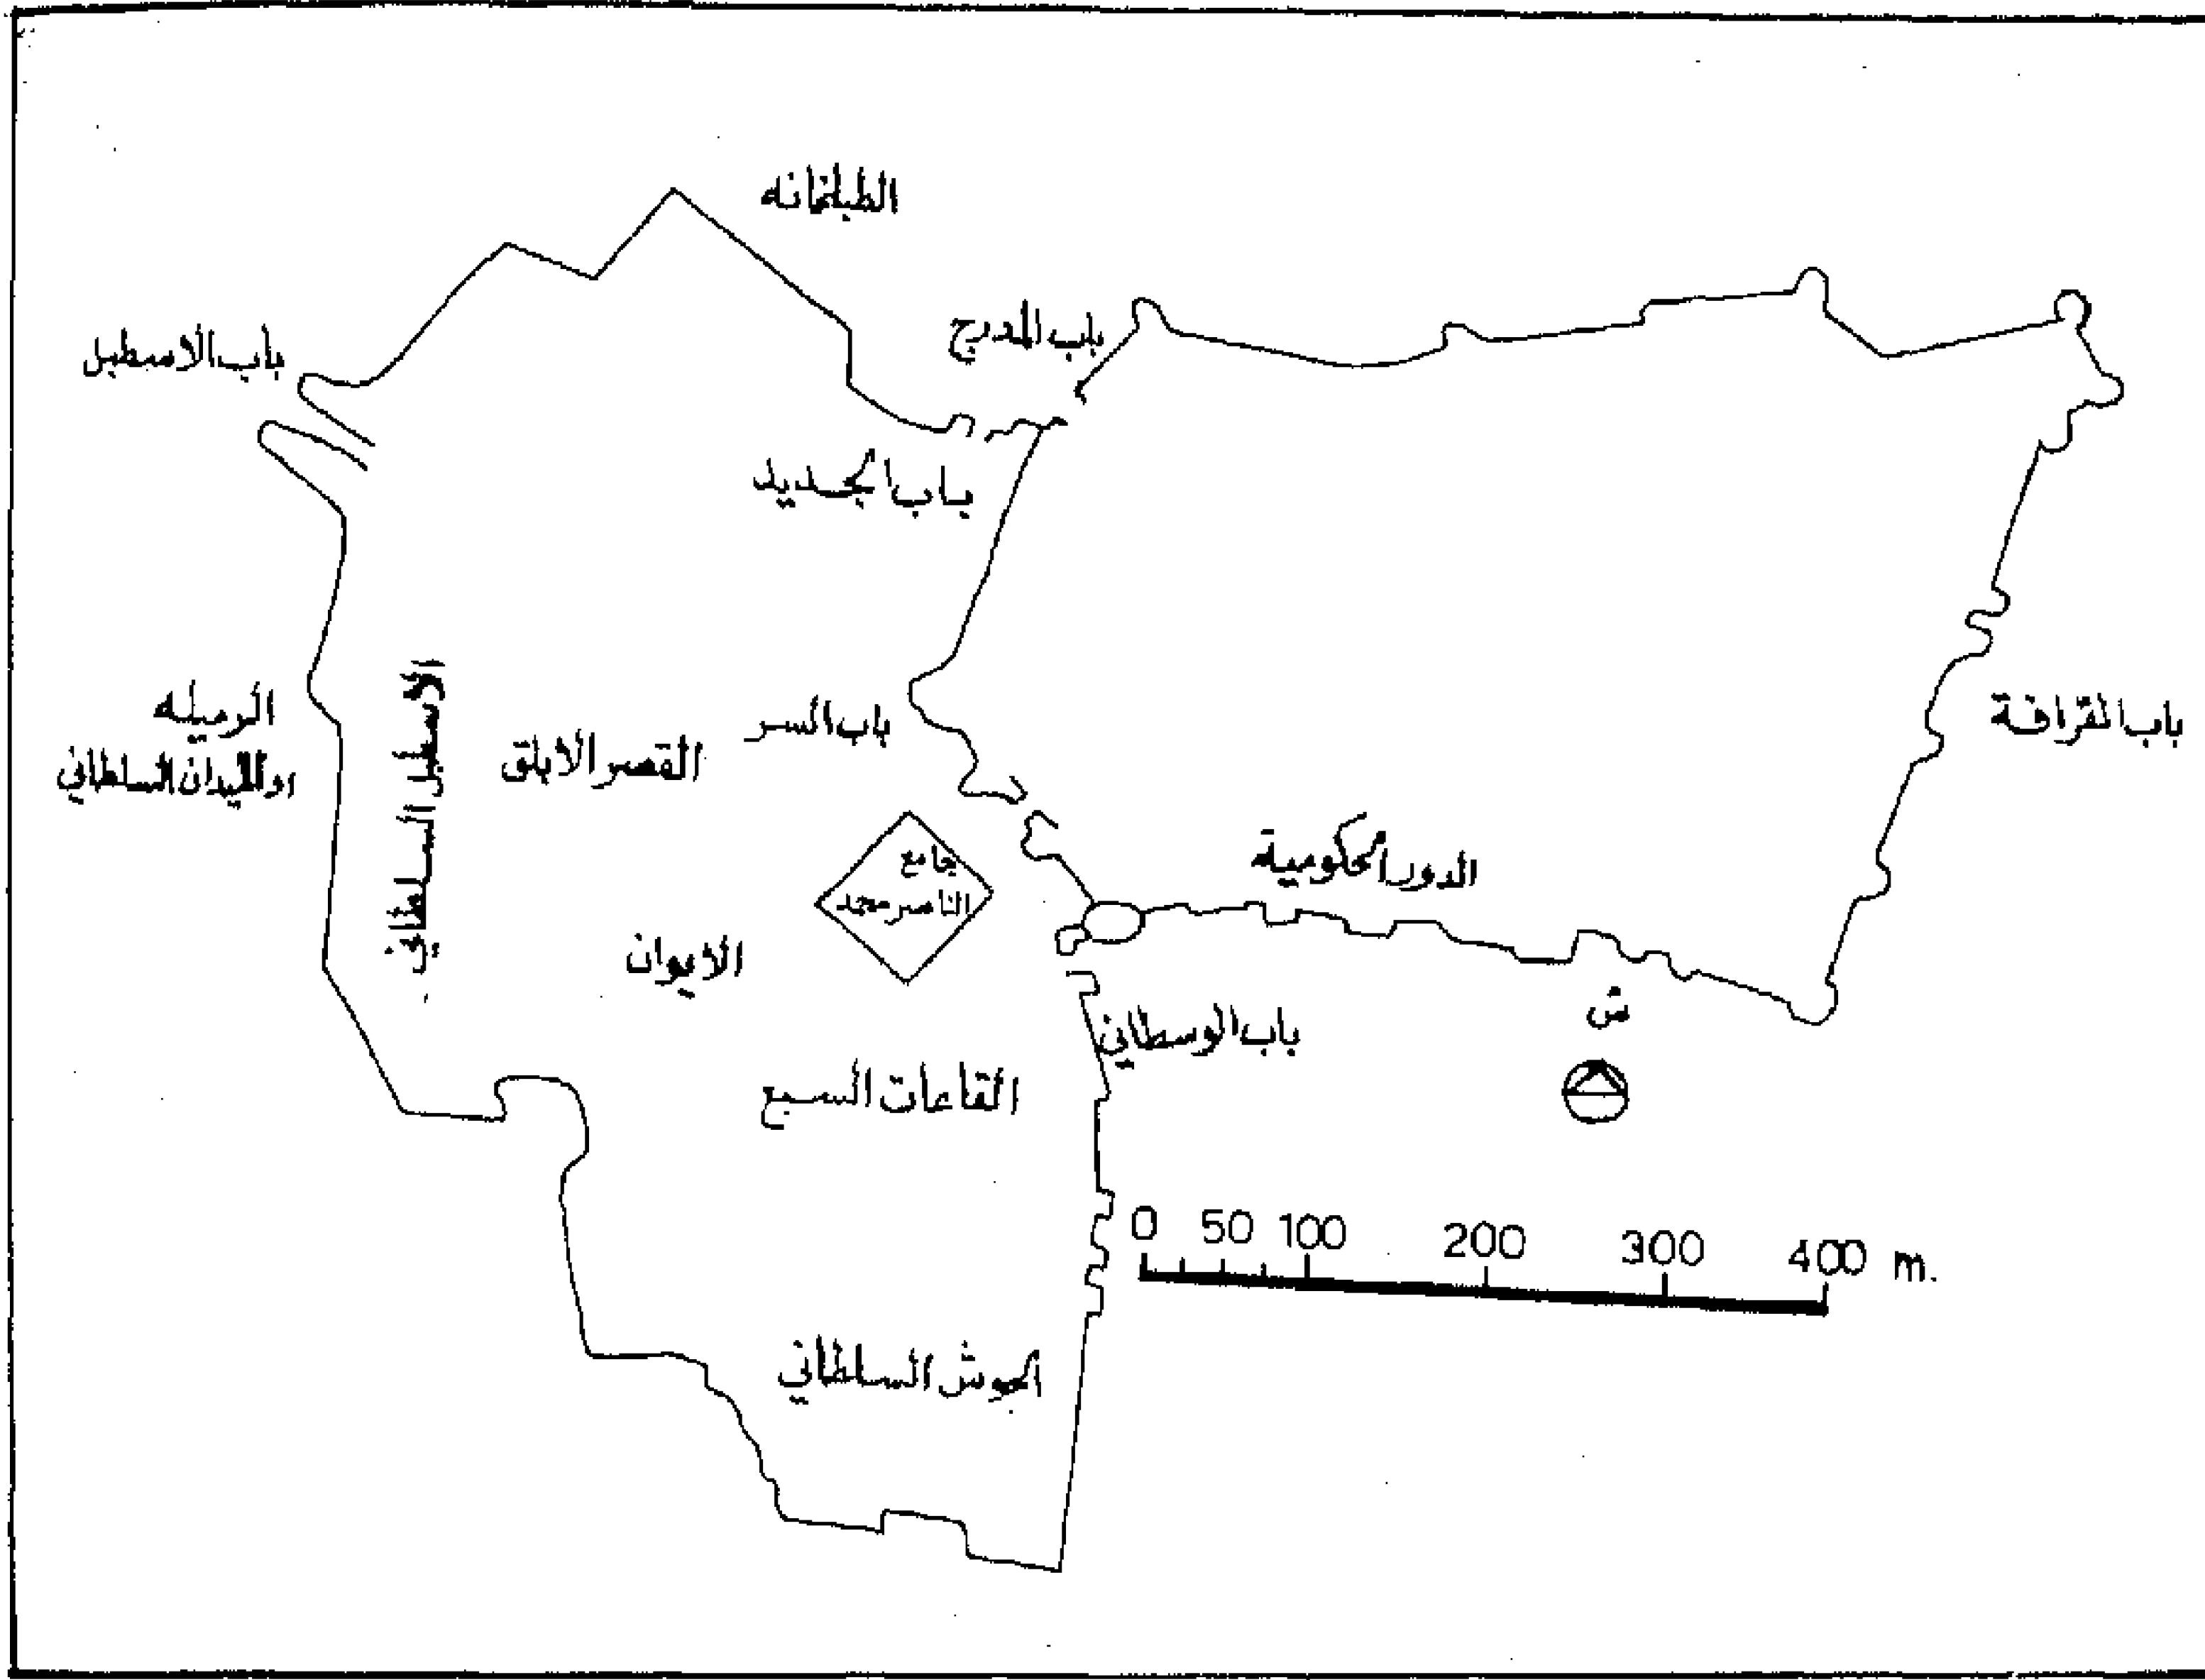 الطبلخانه
باب المدرج
باب الاسطبل
باب الجديد
الرميله
او الميدان السلطاني
الاسطبل السلطاني
القصر الابلق
باب السر
باب القرافة
جامع
الناصر محمد
الدور الحكومية
الايوان
ش
باب الوسطاني
القاعات السبع
0 50 100 200 300 400 m.
الحوش السلطاني